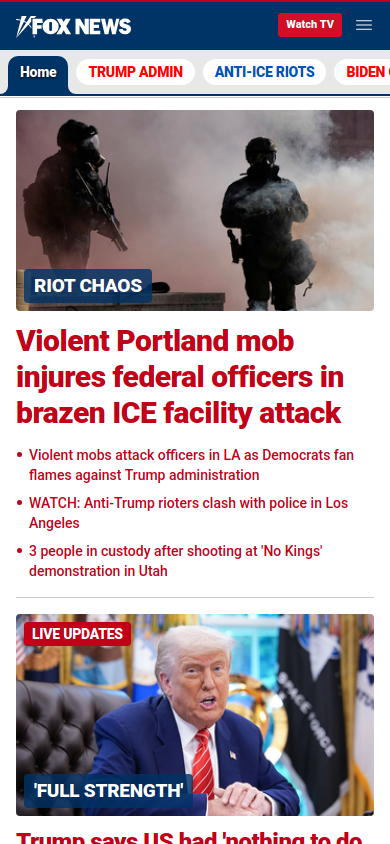 FOX NEWS
Watch TV
Home
TRUMP ADMIN
ANTI-ICE RIOTS
BIDEN
RIOT CHAOS
Violent Portland mob
injures federal officers in
brazen ICE facility attack
• Violent mobs attack officers in LA as Democrats fan
flames against Trump administration
• WATCH: Anti-Trump rioters clash with police in Los
Angeles
• 3 people in custody after shooting at 'No Kings'
demonstration in Utah
LIVE UPDATES
SPACE FORCE
'FULL STRENGTH'
Trump says US had 'nothing to do